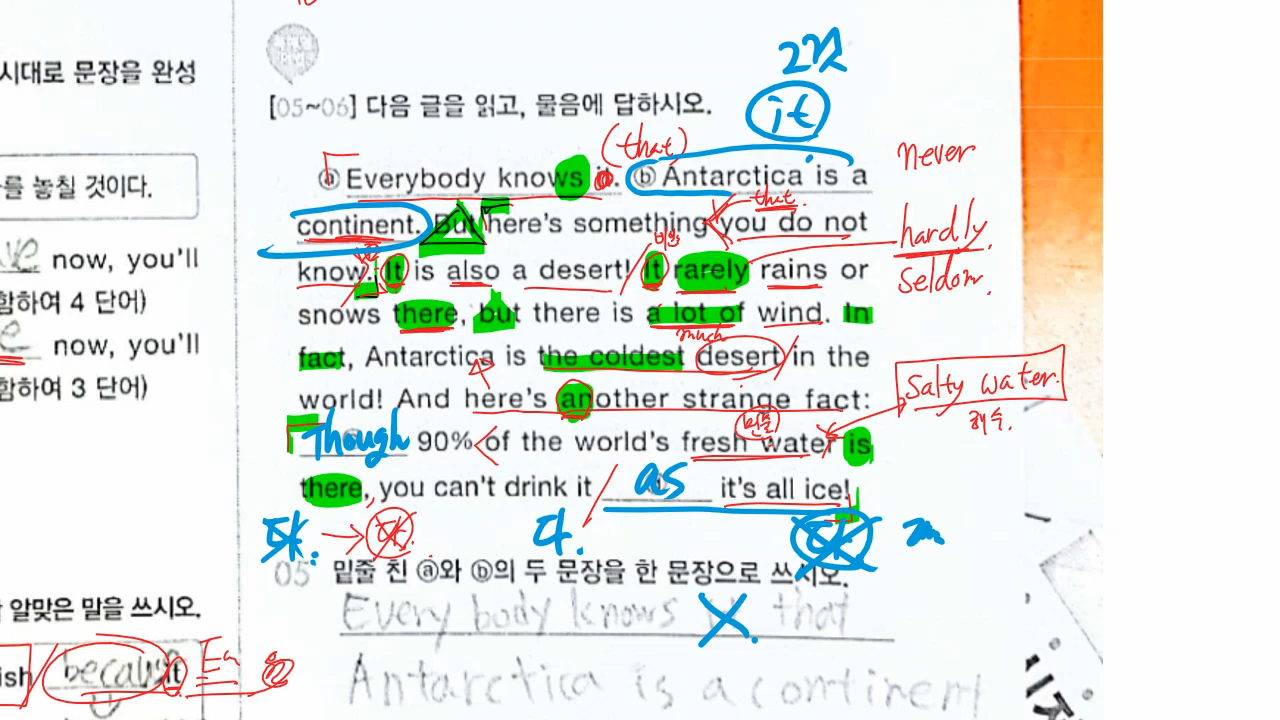 시대로 문장을 완성
를 놓칠 것이다.
now, you'll
함하여 4 단어)
now, you'll
함하여 3 단어)
알맞은 말을 쓰시오.
ish because it
2것
it
[05~06] 다음 글을 읽고, 물음에 답하시오.
(that)
never
ⓐ Everybody knows it. ⓑ Antarctica is a
that
continent. But here's something you do not
hardly
know. It is also a desert! It rarely rains or
seldom
snows there, but there is a lot of wind. In
much
fact, Antarctica is the coldest desert in the
Salty water
해수
world! And here's another strange fact:
민물
Though 90% of the world's fresh water is
there, you can't drink it as it's all ice!
05 밑줄 친 ⓐ와 ⓑ의 두 문장을 한 문장으로 쓰시오.
Everybody knows it that
Antarctica is a continent